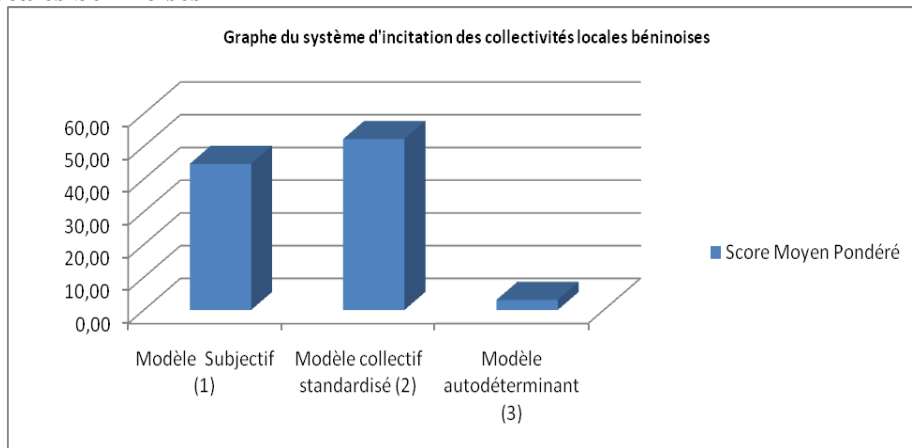 Graphe du système d'incitation des collectivités locales béninoises
60,00
50,00
40,00
30,00
20,00
10,00
0,00
Score Moyen Pondéré
Modèle Subjectif
(1)
Modèle collectif
standardisé (2)
Modèle
autodéterminant
(3)